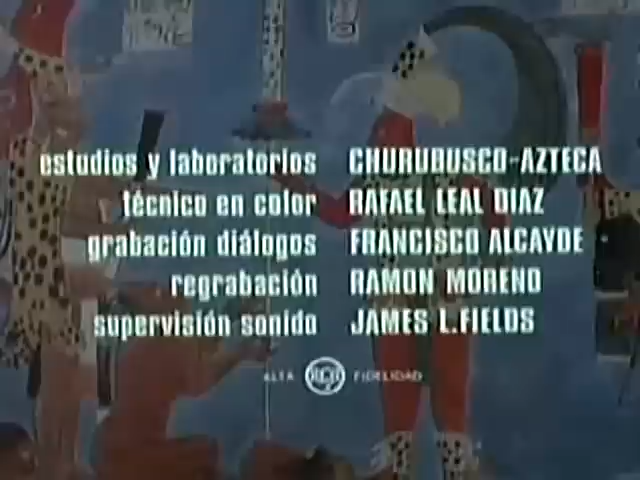 estudios y laboratorios CHURUBUSCO-AZTECA
técnico en color RAFAEL LEAL DIAZ
grabación diálogos FRANCISCO ALCAYDE
regrabación RAMON MORENO
supervisión sonido JAMES L. FIELDS
ALTA RCA FIDELIDAD